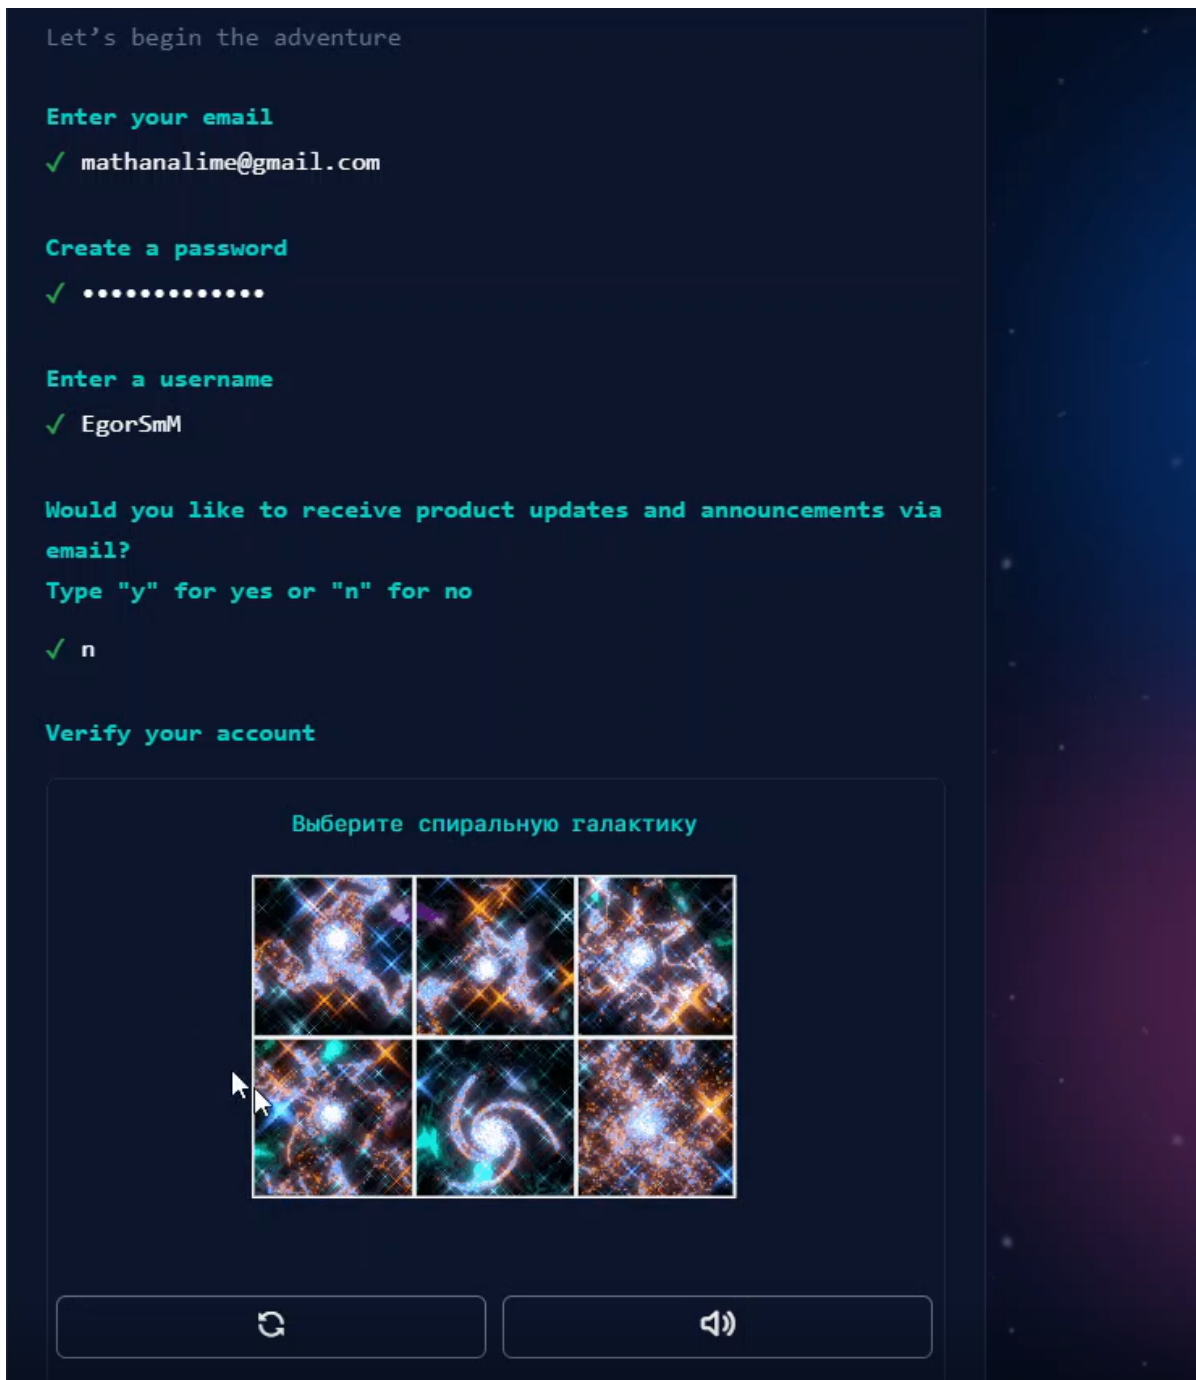 Let’s begin the adventure
Enter your email
✓ mathanalime@gmail.com
Create a password
✓ •••••••••••••
Enter a username
✓ EgorSmM
Would you like to receive product updates and announcements via
email?
Type "y" for yes or "n" for no
✓ n
Verify your account
Выберите спиральную галактику